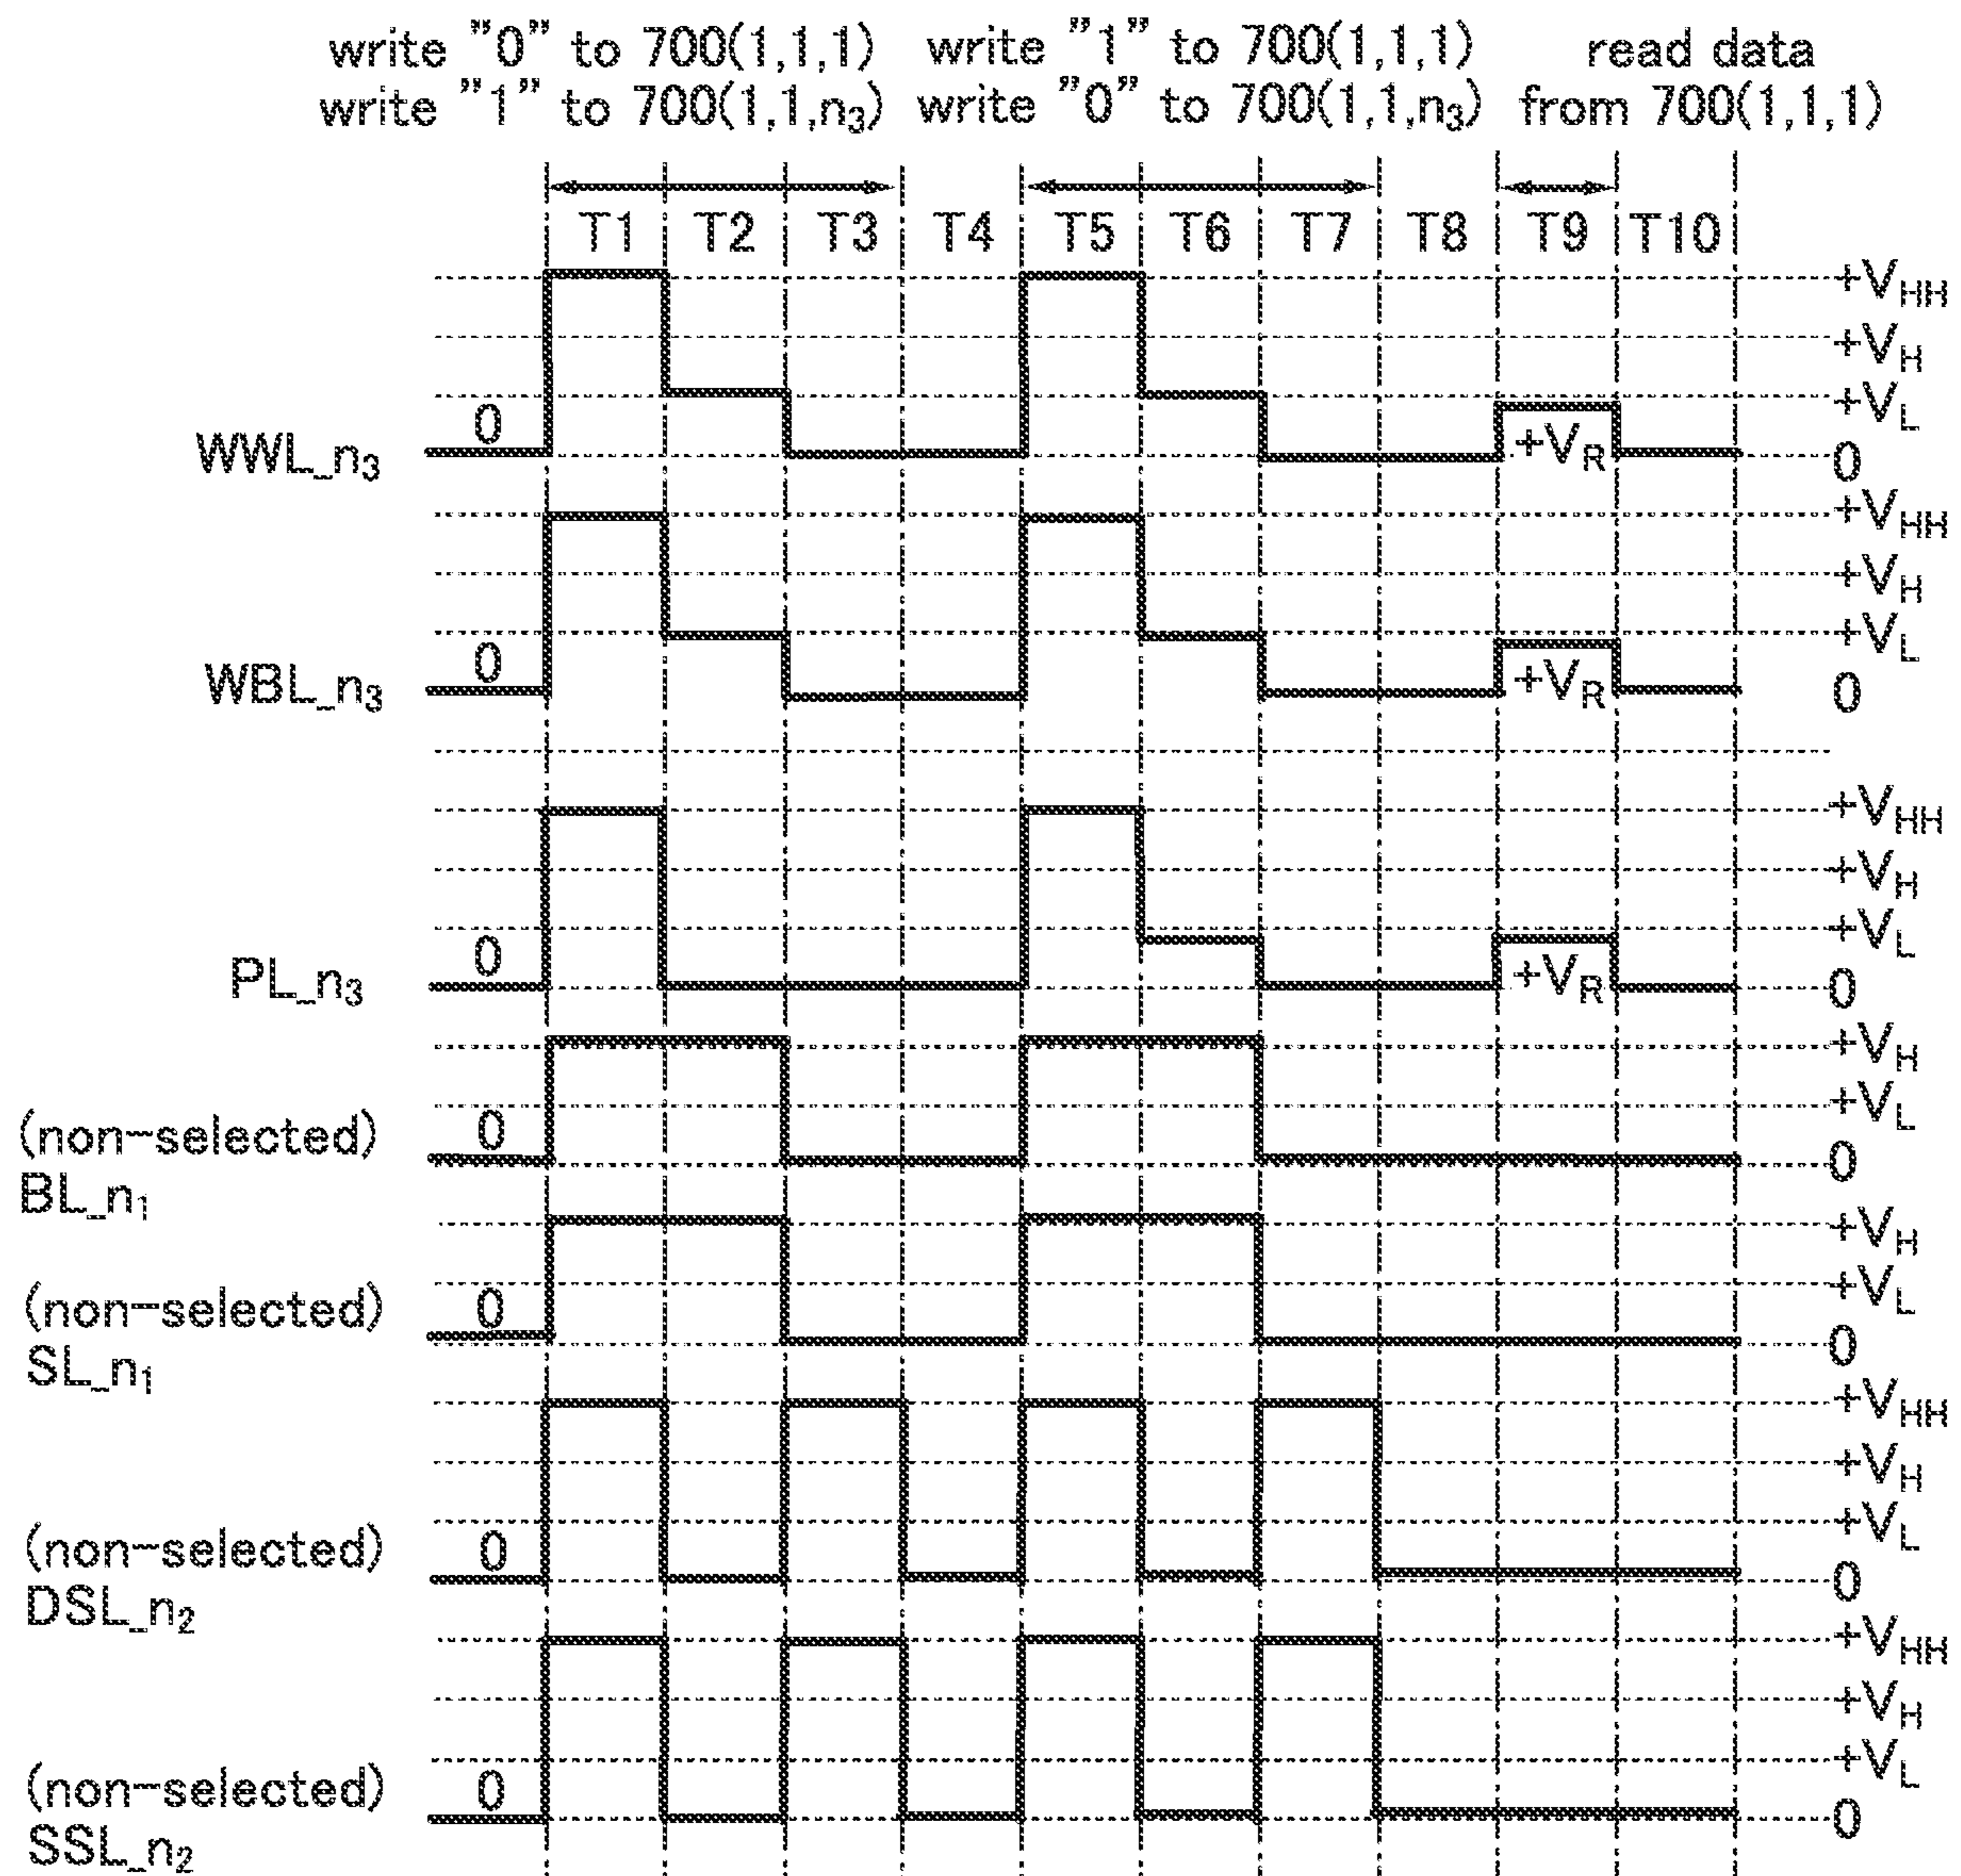 write "0" to 700(1,1,1) write "1" to 700(1,1,1) read data
write "1" to 700(1,1,n3) write "0" to 700(1,1,n3) from 700(1,1,1)
T1 T2 T3 T4 T5 T6 T7 T8 T9 T10
+VHH
+VH
+VL
0
WWL_n3
+VR
0
+VHH
+VH
+VL
0
WBL_n3
+VR
0
+VHH
+VH
+VL
0
PL_n3
+VR
0
+VH
+VL
(non-selected)
0
0
BL_n1
+VH
(non-selected)
0
+VL
SL_n1
0
+VHH
+VH
+VL
(non-selected)
0
0
DSL_n2
+VHH
+VH
+VL
(non-selected)
0
0
SSL_n2